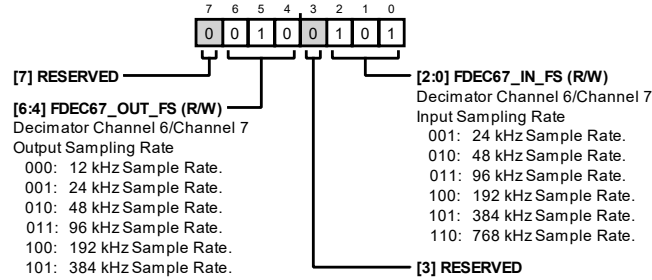 7 6 5 4 3 2 1 0
0 0 1 0 0 1 0 1
[7] RESERVED
[6:4] FDEC67_OUT_FS (R/W)
Decimator Channel 6/Channel 7
Output Sampling Rate
000: 12 kHz Sample Rate.
001: 24 kHz Sample Rate.
010: 48 kHz Sample Rate.
011: 96 kHz Sample Rate.
100: 192 kHz Sample Rate.
101: 384 kHz Sample Rate.
[2:0] FDEC67_IN_FS (R/W)
Decimator Channel 6/Channel 7
Input Sampling Rate
001: 24 kHz Sample Rate.
010: 48 kHz Sample Rate.
011: 96 kHz Sample Rate.
100: 192 kHz Sample Rate.
101: 384 kHz Sample Rate.
110: 768 kHz Sample Rate.
[3] RESERVED